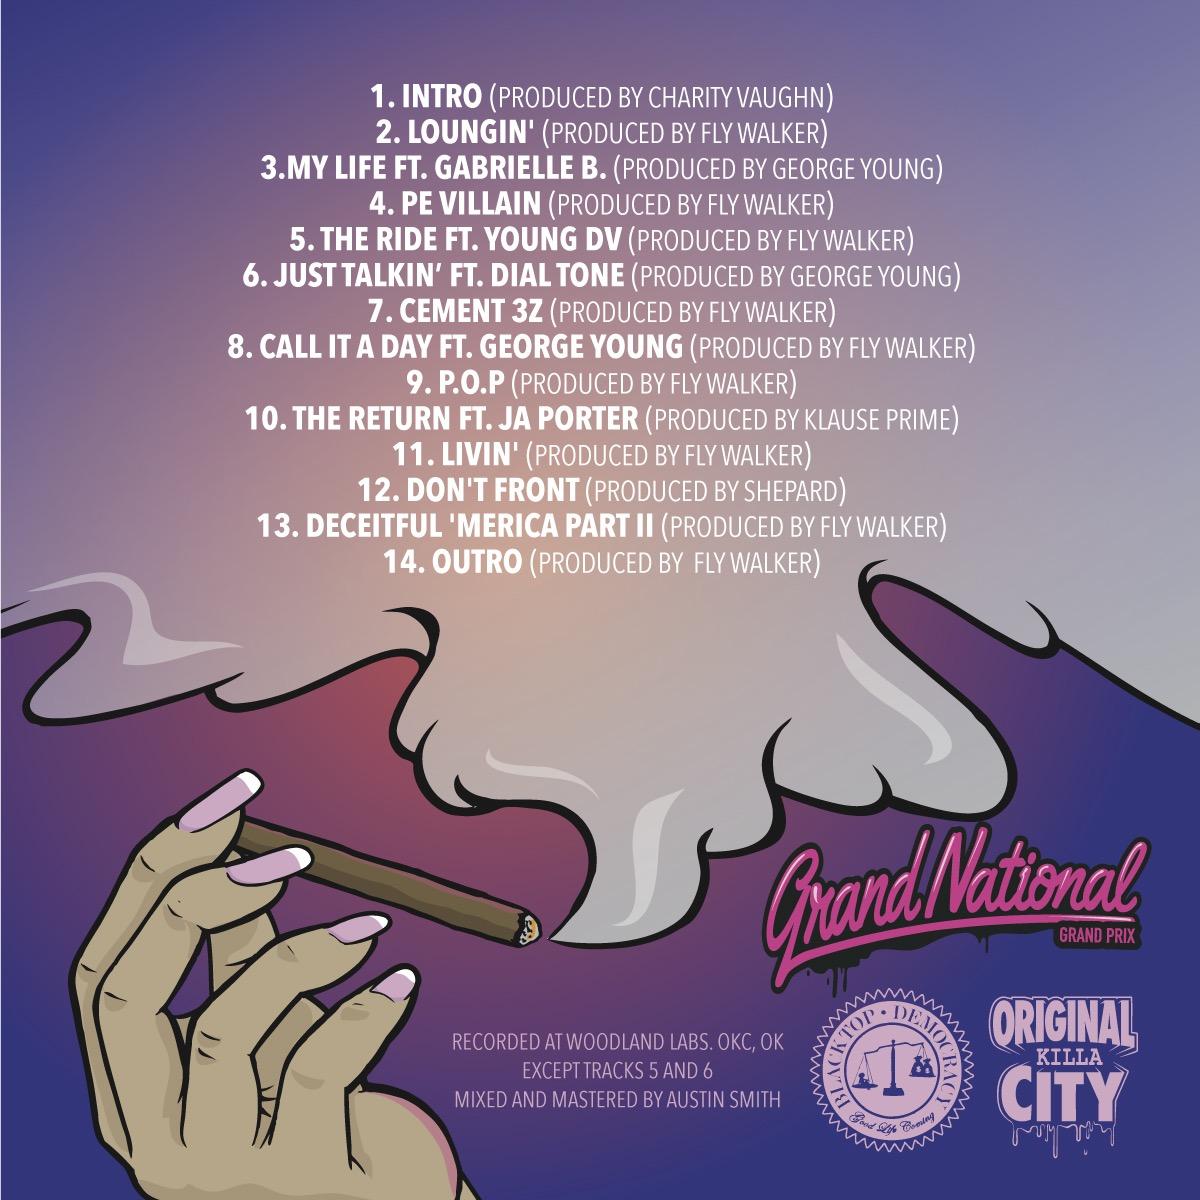 1. INTRO (PRODUCED BY CHARITY VAUGHN)
2. LOUNGIN' (PRODUCED BY FLY WALKER)
3.MY LIFE FT. GABRIELLE B. (PRODUCED BY GEORGE YOUNG)
4. PE VILLAIN (PRODUCED BY FLY WALKER)
5. THE RIDE FT. YOUNG DV (PRODUCED BY FLY WALKER)
6. JUST TALKIN’ FT. DIAL TONE (PRODUCED BY GEORGE YOUNG)
7. CEMENT 3Z (PRODUCED BY FLY WALKER)
8. CALL IT A DAY FT. GEORGE YOUNG (PRODUCED BY FLY WALKER)
9. P.O.P (PRODUCED BY FLY WALKER)
10. THE RETURN FT. JA PORTER (PRODUCED BY KLAUSE PRIME)
11. LIVIN' (PRODUCED BY FLY WALKER)
12. DON'T FRONT (PRODUCED BY SHEPARD)
13. DECEITFUL 'MERICA PART II (PRODUCED BY FLY WALKER)
14. OUTRO (PRODUCED BY FLY WALKER)
Grand National
GRAND PRIX
RECORDED AT WOODLAND LABS. OKC, OK
EXCEPT TRACKS 5 AND 6
MIXED AND MASTERED BY AUSTIN SMITH
BLACKTOP • DEMOCRACY
Good Life Coming
ORIGINAL
KILLA
CITY